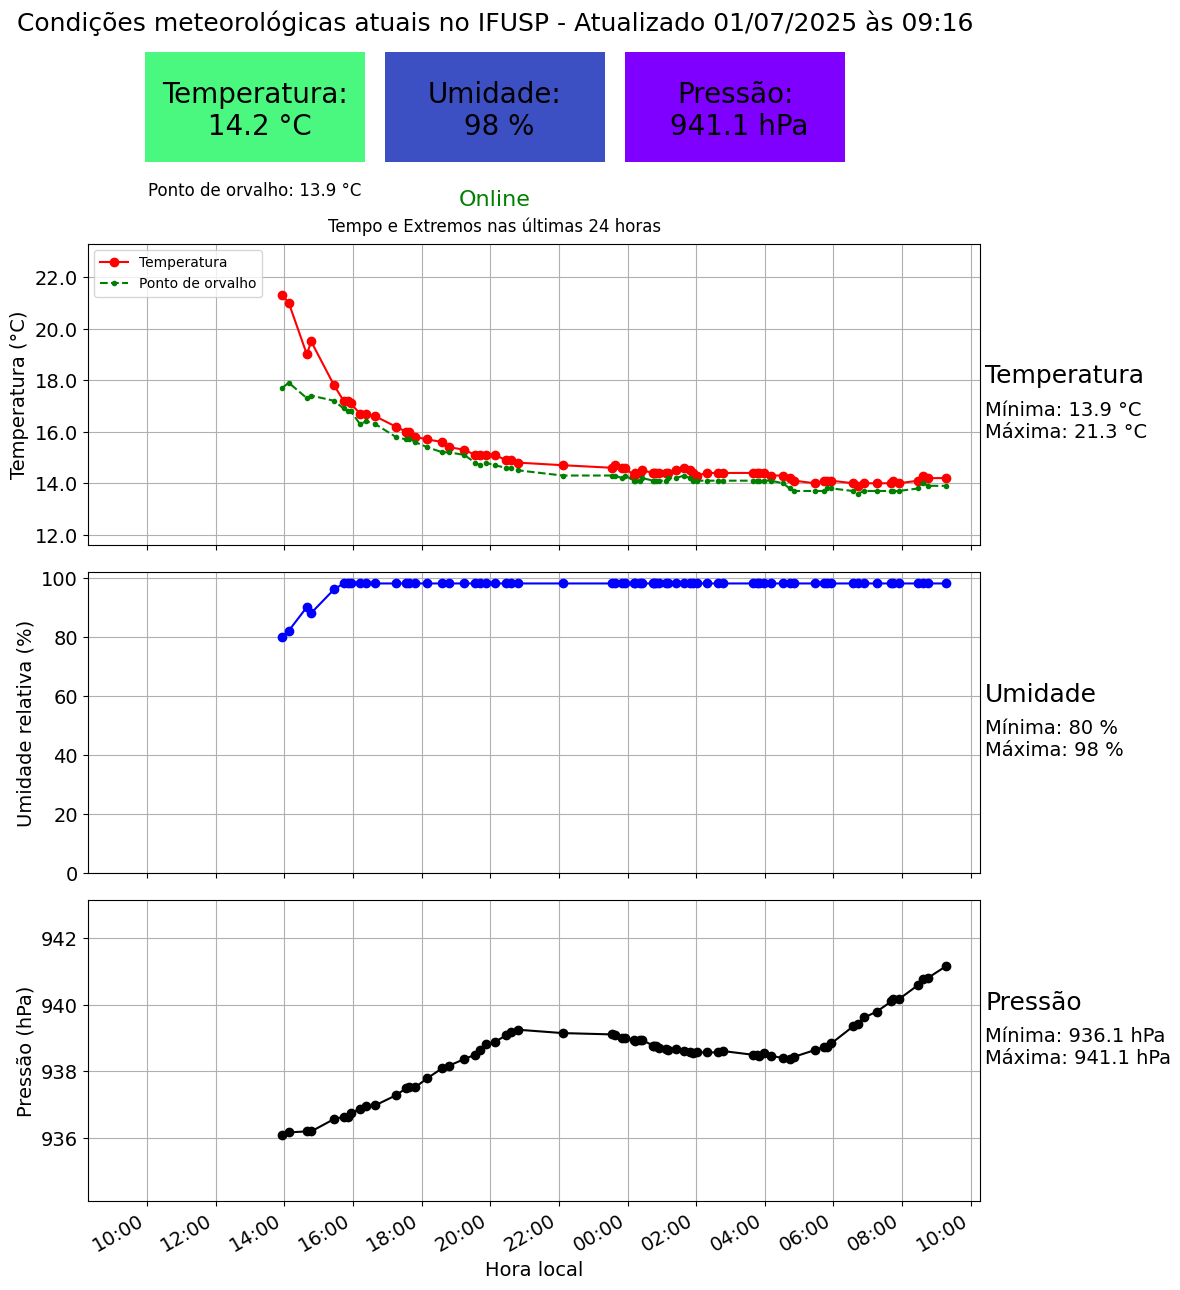 Condições meteorológicas atuais no IFUSP - Atualizado 01/07/2025 às 09:16
Temperatura:
14.2 °C
Umidade:
98 %
Pressão:
941.1 hPa
Ponto de orvalho: 13.9 °C
Online
Tempo e Extremos nas últimas 24 horas
Temperatura
Ponto de orvalho
Temperatura (°C)
22.0
20.0
18.0
16.0
14.0
12.0
Temperatura
Mínima: 13.9 °C
Máxima: 21.3 °C
Umidade relativa (%)
100
80
60
40
20
0
Umidade
Mínima: 80 %
Máxima: 98 %
Pressão (hPa)
942
940
938
936
Pressão
Mínima: 936.1 hPa
Máxima: 941.1 hPa
10:00 12:00 14:00 16:00 18:00 20:00 22:00 00:00 02:00 04:00 06:00 08:00 10:00
Hora local